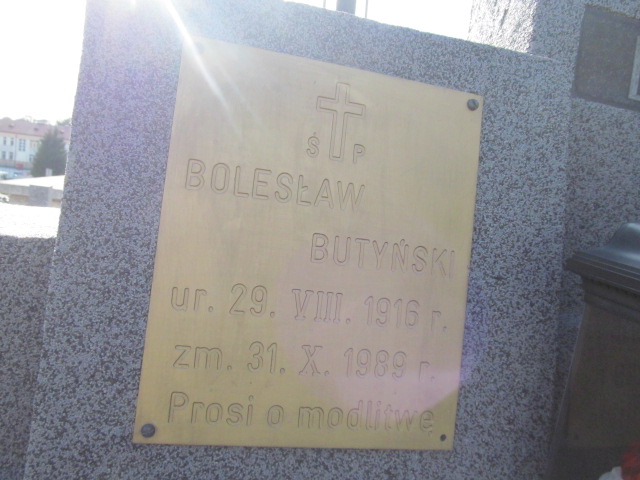 Ś P
BOLESŁAW
BUTYŃSKI
ur. 29. VIII. 1916 r.
zm. 31. X. 1989 r.
Prosi o modlitwę